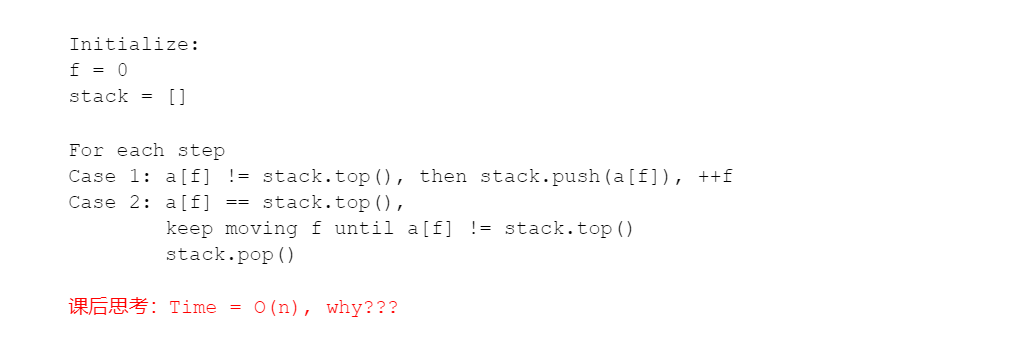 Initialize:
f = 0
stack = []
For each step
Case 1: a[f] != stack.top(), then stack.push(a[f]), ++f
Case 2: a[f] == stack.top(),
keep moving f until a[f] != stack.top()
stack.pop()
课后思考：Time = O(n), why???